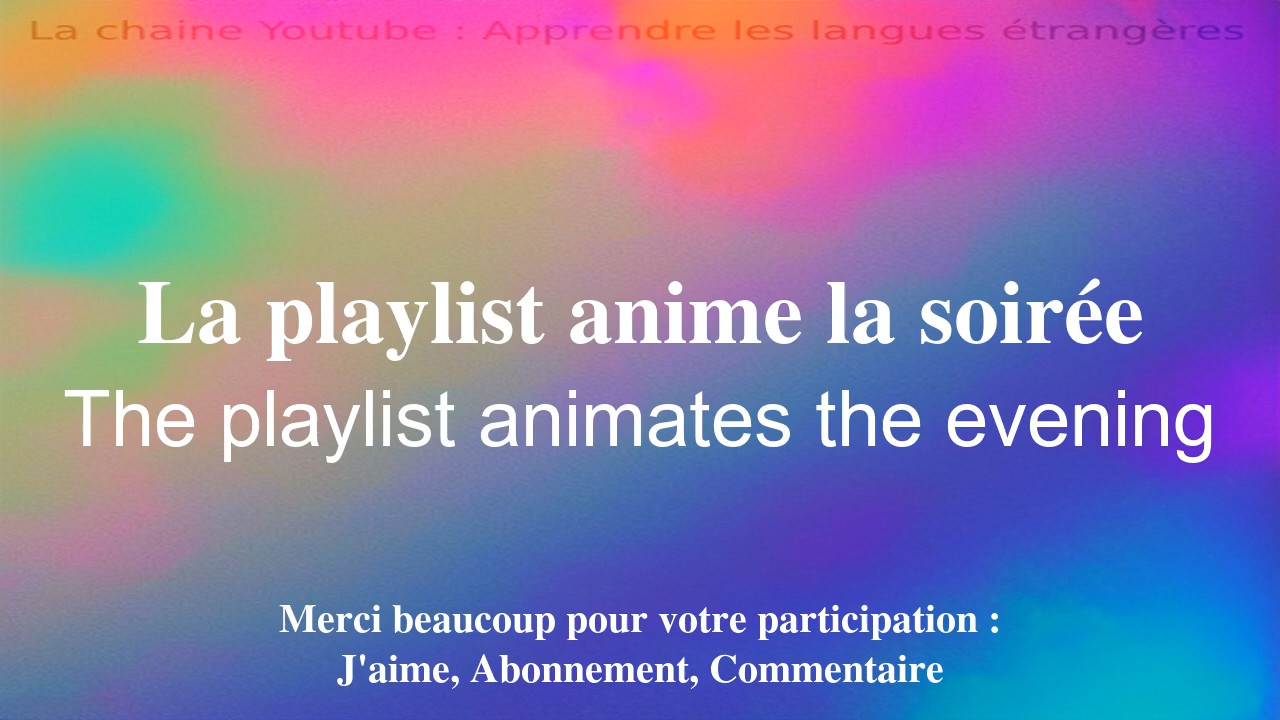 La chaine Youtube : Apprendre les langues étrangères
La playlist anime la soirée
The playlist animates the evening
Merci beaucoup pour votre participation :
J'aime, Abonnement, Commentaire